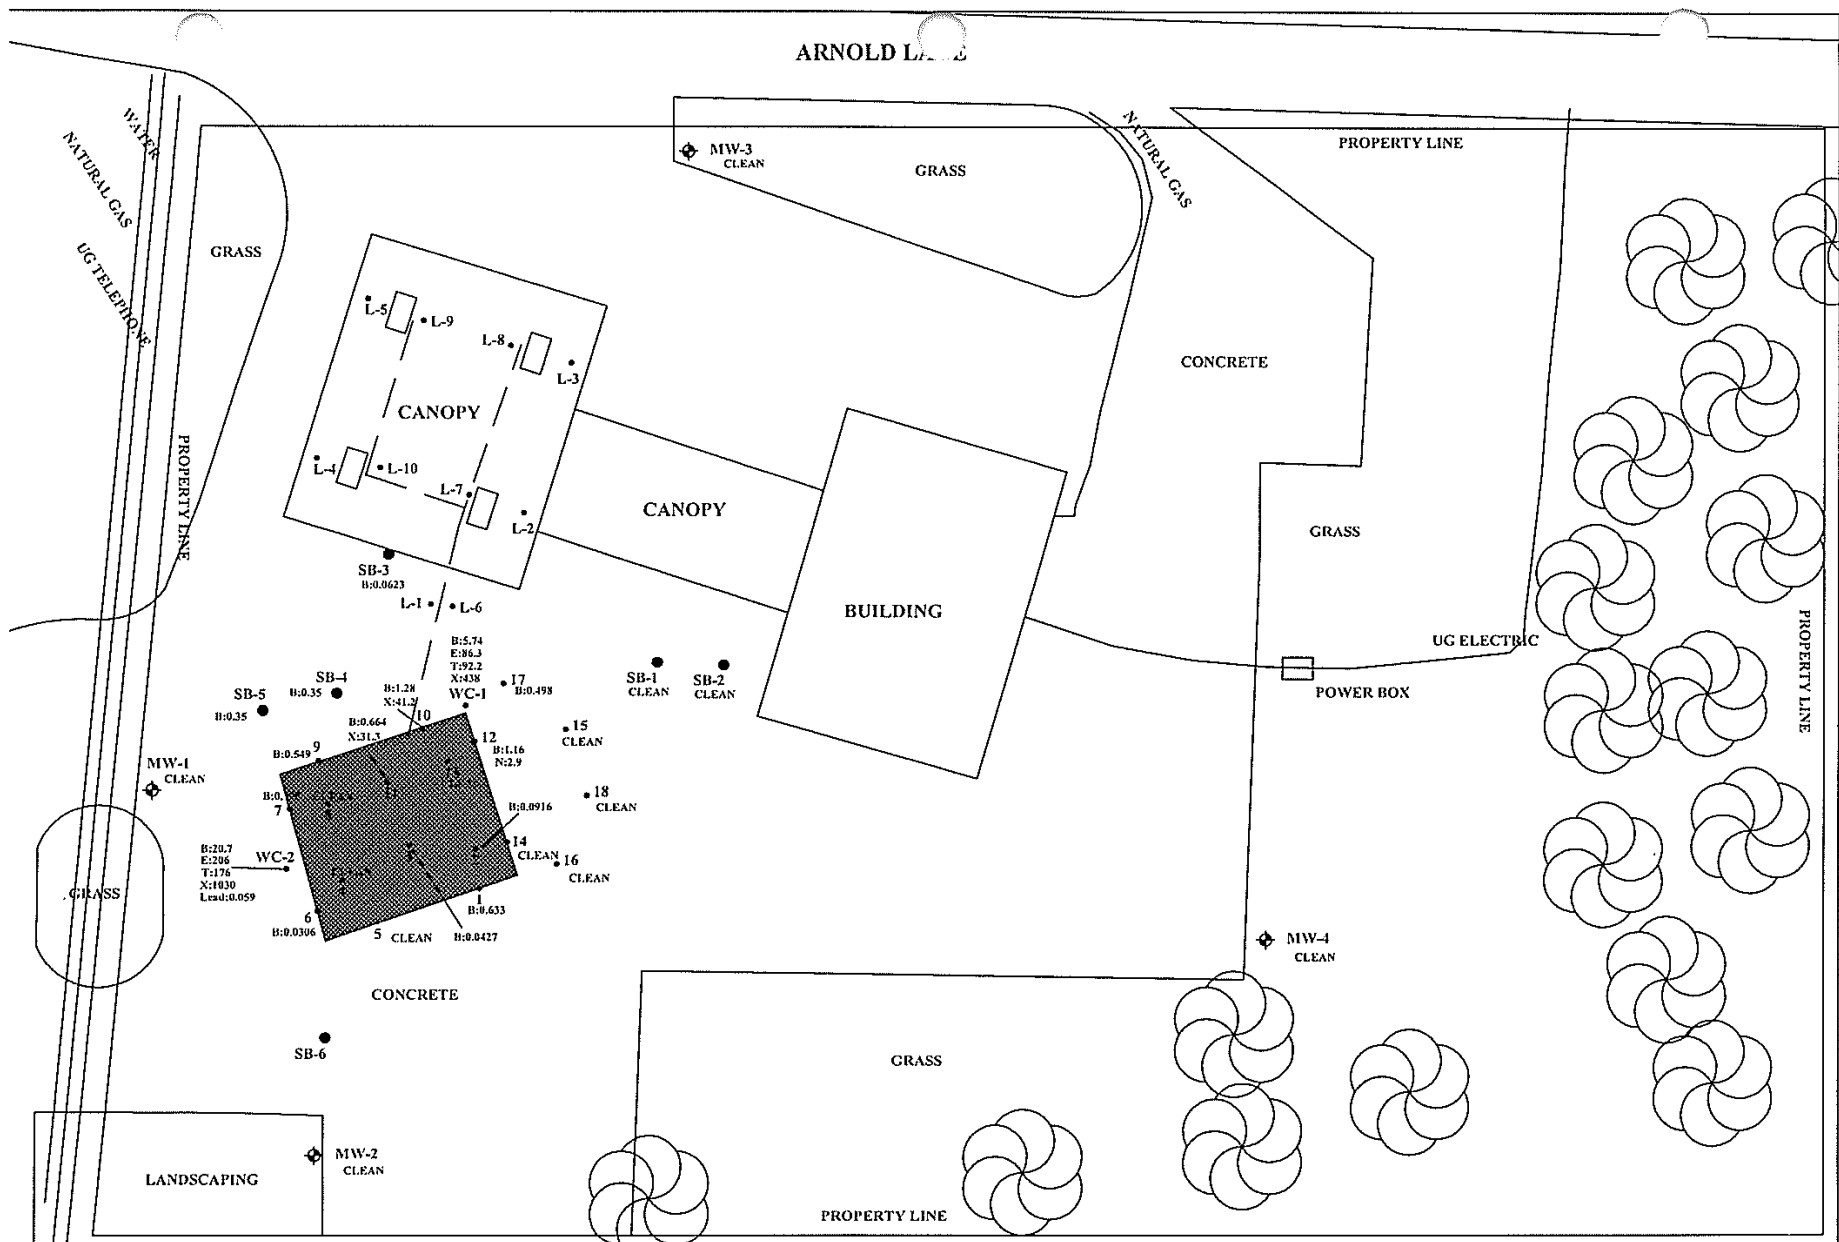 ARNOLD LANE
WATER
NATURAL GAS
UG TELEPHONE
GRASS
PROPERTY LINE
MW-3
CLEAN
GRASS
NATURAL GAS
PROPERTY LINE
L-5
L-9
L-8
L-3
CANOPY
L-4
L-10
L-7
L-2
CANOPY
CONCRETE
GRASS
SB-3
B:0.0623
L-1
L-6
BUILDING
UG ELECTRIC
POWER BOX
PROPERTY LINE
B:5.74
E:86.3
T:92.2
X:438
WC-1
17
B:0.498
SB-1
CLEAN
SB-2
CLEAN
SB-4
B:0.35
SB-5
B:0.35
B:1.28
X:41.2
10
B:0.664
X:31.3
15
CLEAN
12
B:1.16
N:2.9
9
B:0.549
MW-1
CLEAN
7
18
CLEAN
B:0.0916
14
CLEAN
16
CLEAN
B:20.7
E:206
T:176
X:1030
Lead:0.059
WC-2
GRASS
6
B:0.0306
5
CLEAN
1
B:0.633
B:0.0427
MW-4
CLEAN
CONCRETE
SB-6
GRASS
MW-2
CLEAN
LANDSCAPING
PROPERTY LINE